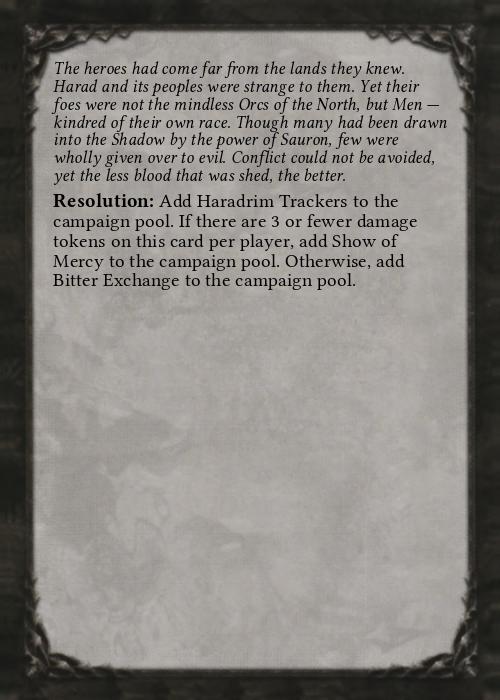 The heroes had come far from the lands they knew.
Harad and its peoples were strange to them. Yet their
foes were not the mindless Orcs of the North, but Men —
kindred of their own race. Though many had been drawn
into the Shadow by the power of Sauron, few were
wholly given over to evil. Conflict could not be avoided,
yet the less blood that was shed, the better.
Resolution: Add Haradrim Trackers to the
campaign pool. If there are 3 or fewer damage
tokens on this card per player, add Show of
Mercy to the campaign pool. Otherwise, add
Bitter Exchange to the campaign pool.